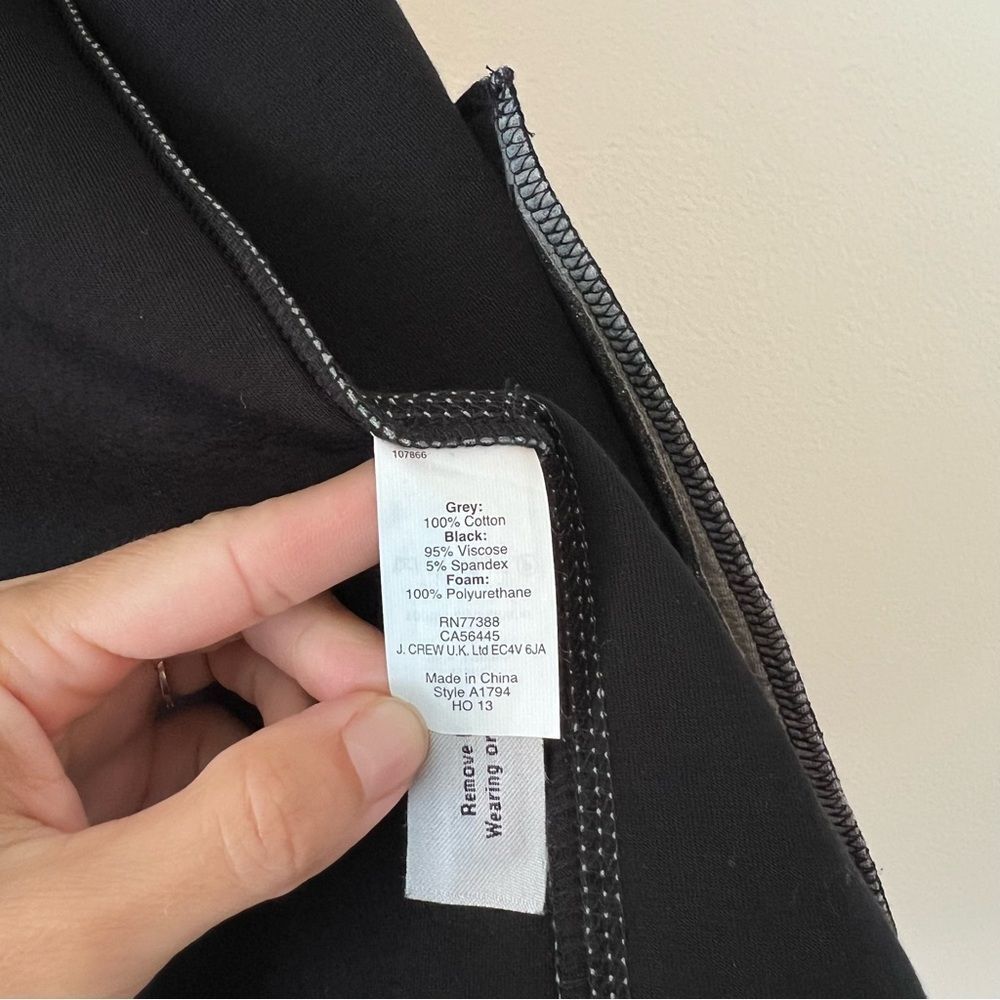 107866
Grey:
100% Cotton
Black:
95% Viscose
5% Spandex
Foam:
100% Polyurethane
RN77388
CA56445
J. CREW U.K. Ltd EC4V 6JA
Made in China
Style A1794
HO 13
Remove
Wearing or